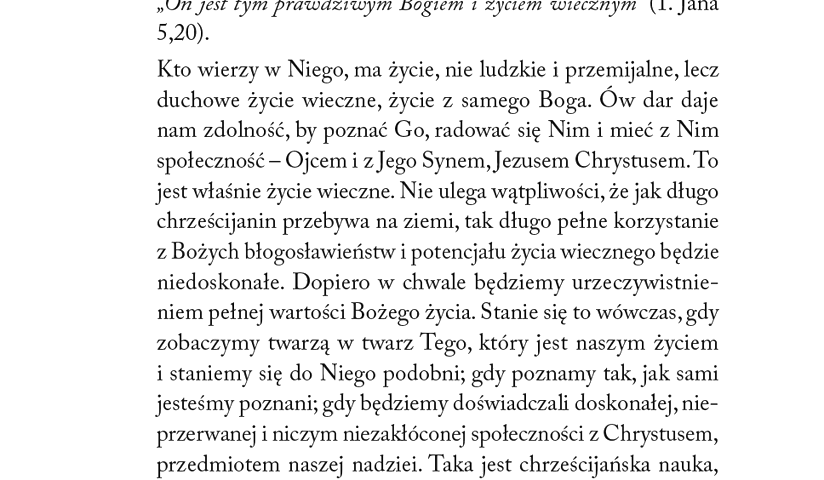 „On jest tym prawdziwym Bogiem i życiem wiecznym” (1. Jana
5,20).
Kto wierzy w Niego, ma życie, nie ludzkie i przemijalne, lecz
duchowe życie wieczne, życie z samego Boga. Ów dar daje
nam zdolność, by poznać Go, radować się Nim i mieć z Nim
społeczność – Ojcem i z Jego Synem, Jezusem Chrystusem. To
jest właśnie życie wieczne. Nie ulega wątpliwości, że jak długo
chrześcijanin przebywa na ziemi, tak długo pełne korzystanie
z Bożych błogosławieństw i potencjału życia wiecznego będzie
niedoskonałe. Dopiero w chwale będziemy urzeczywistnie-
niem pełnej wartości Bożego życia. Stanie się to wówczas, gdy
zobaczymy twarzą w twarz Tego, który jest naszym życiem
i staniemy się do Niego podobni; gdy poznamy tak, jak sami
jesteśmy poznani; gdy będziemy doświadczali doskonałej, nie-
przerwanej i niczym niezakłóconej społeczności z Chrystusem,
przedmiotem naszej nadziei. Taka jest chrześcijańska nauka,